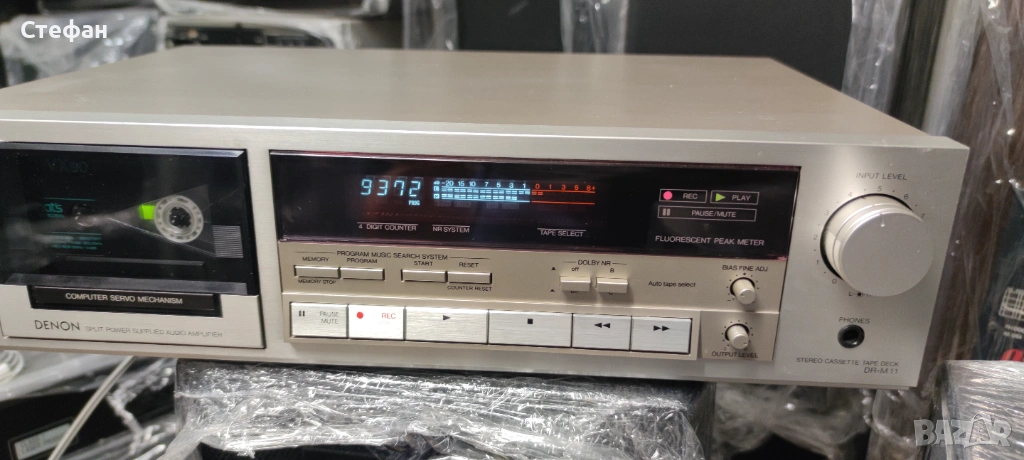 Стефан
INPUT LEVEL
9372
PROG
20 15 10 7 5 3 1 0 1 3 5 8+
4 DIGIT COUNTER NR SYSTEM TAPE SELECT
REC PLAY
PAUSE/MUTE
FLUORESCENT PEAK METER
PROGRAM MUSIC SEARCH SYSTEM
MEMORY PROGRAM START RESET
MEMORY STOP COUNTER RESET
DOLBY NR
off B
Auto tape select
BIAS FINE ADJ
COMPUTER SERVO MECHANISM
DENON SPLIT POWER SUPPLIED AUDIO AMPLIFIER
PAUSE
MUTE
REC
OUTPUT LEVEL
PHONES
STEREO CASSETTE TAPE DECK
DR-M11
BAZAR